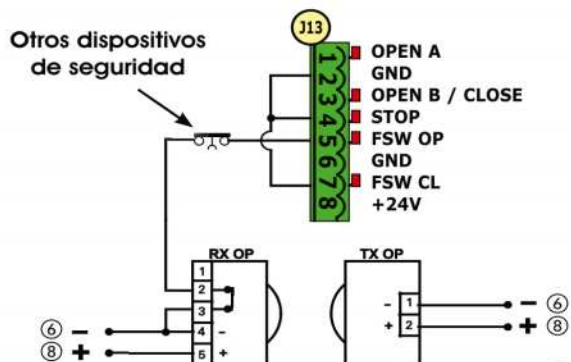 J13
Otros dispositivos
de seguridad
1 OPEN A
2 GND
3 OPEN B / CLOSE
4 STOP
5 FSW OP
6 GND
7 FSW CL
8 +24V
RX OP
1
2
3
4 -
5 +
⑥ -
⑧ +
TX OP
- 1
+ 2
- ⑥
+ ⑧